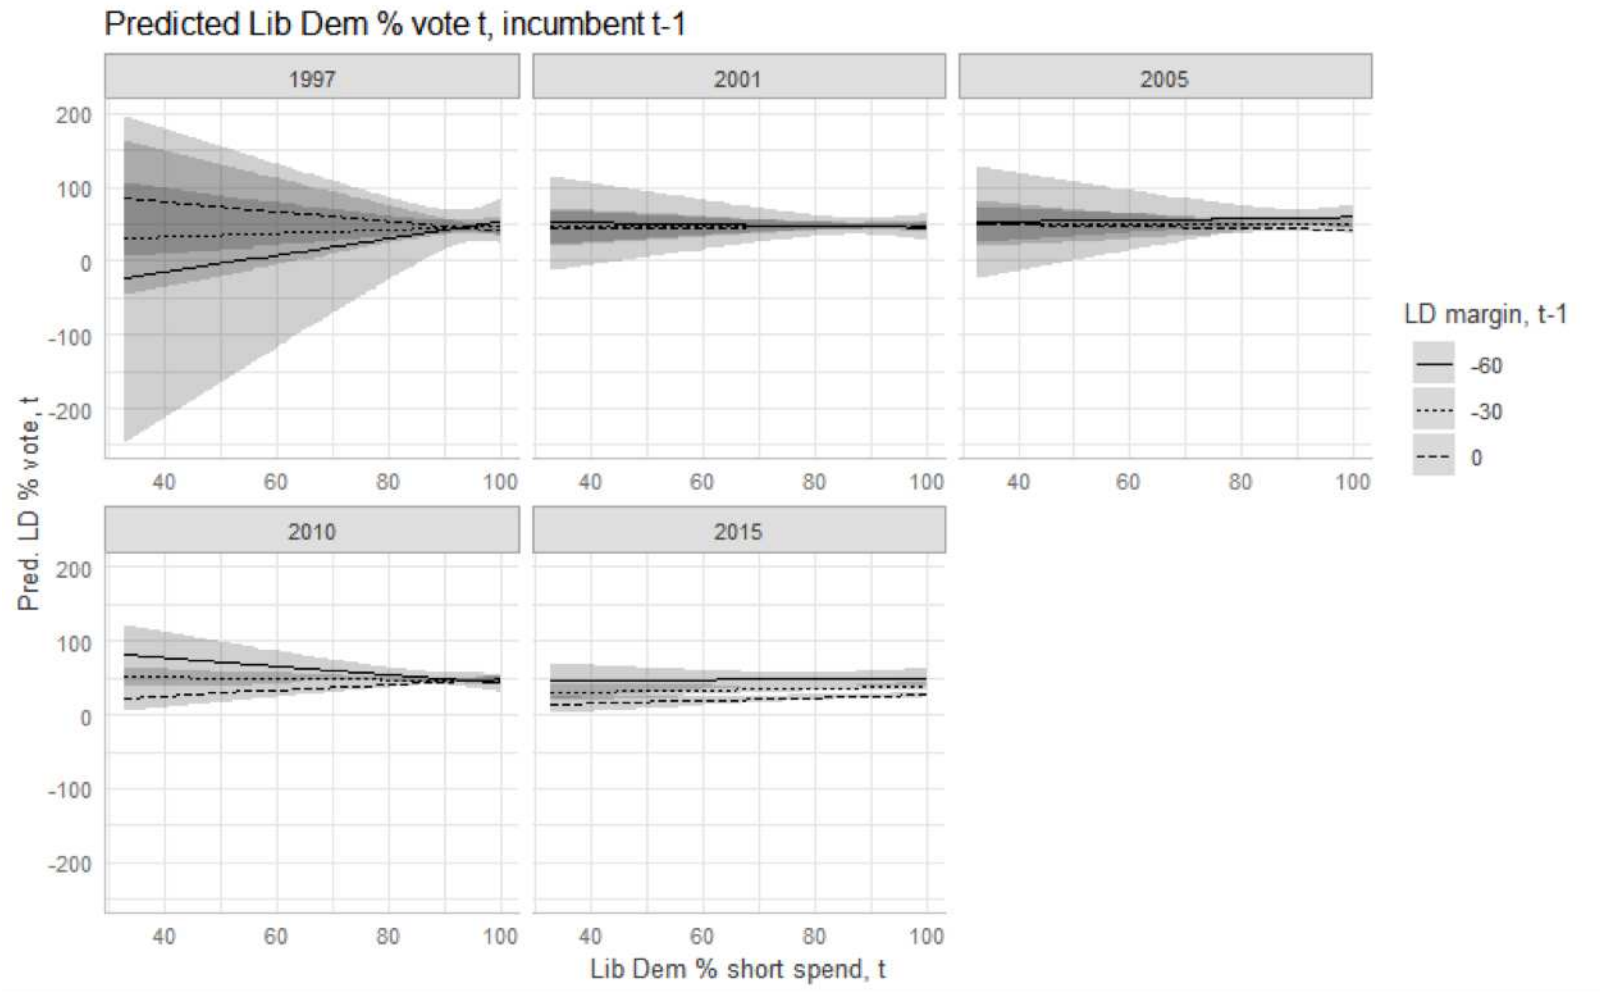 Predicted Lib Dem % vote t, incumbent t-1
1997
2001
2005
200
100
0
-100
-200
40 60 80 100
40 60 80 100
40 60 80 100
2010
2015
200
100
0
-100
-200
40 60 80 100
40 60 80 100
Pred. LD % vote, t
Lib Dem % short spend, t
LD margin, t-1
-60
-30
0